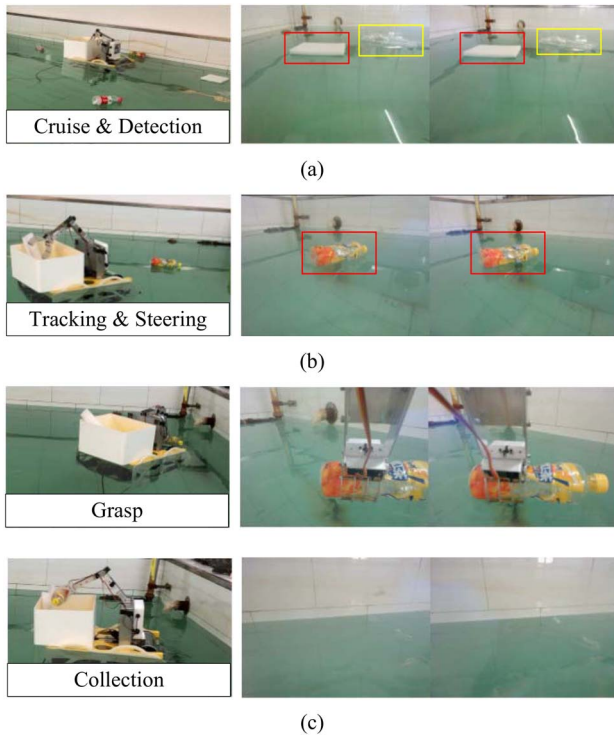 Cruise & Detection
(a)
Tracking & Steering
(b)
Grasp
Collection
(c)